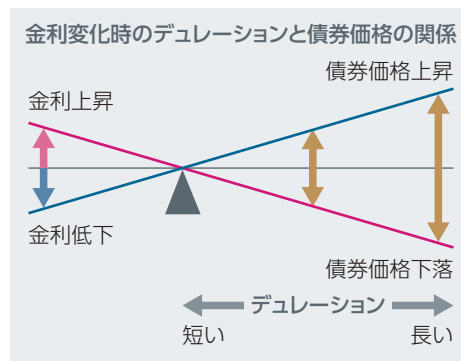 金利変化時のデュレーションと債券価格の関係
債券価格上昇
金利上昇
金利低下
債券価格下落
デュレーション
短い
長い